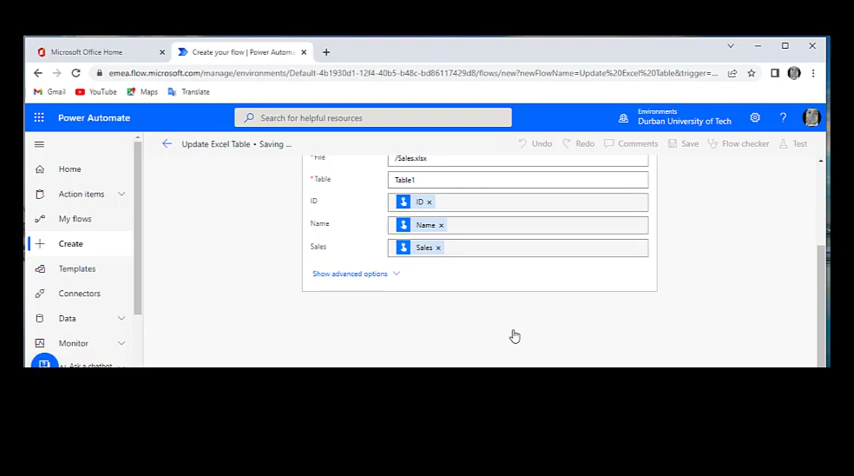 Microsoft Office Home
Create your flow | Power Autom
emea.flow.microsoft.com/manage/environments/Default-4b1930d1-12f4-40b5-b48c-bd86117429d8/flows/new?newFlowName=Update%20Excel%20Table&trigger=...
Gmail YouTube Maps Translate
Power Automate
Search for helpful resources
Environments
Durban University of Tech
Update Excel Table • Saving ...
Undo Redo Comments Save Flow checker Test
Home
Action items
My flows
Create
Templates
Connectors
Data
Monitor
Ask a chatbot
*File /Sales.xlsx
*Table Table1
ID ID
Name Name
Sales Sales
Show advanced options